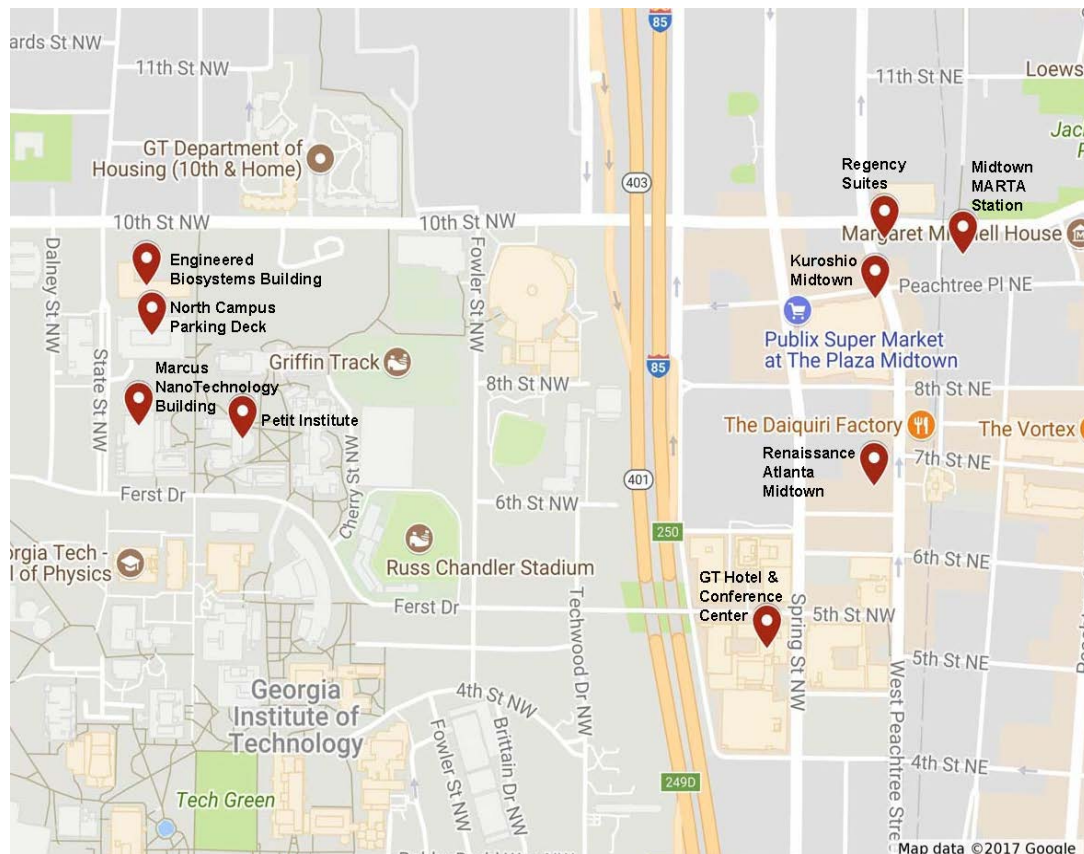 ards St NW
11th St NW
85
11th St NE
Loews
GT Department of
Housing (10th & Home)
403
Regency
Suites
Midtown
MARTA
Station
10th St NW
10th St NW
Margaret Mitchell House
Dalney St NW
Engineered
Biosystems Building
Fowler St NW
Kuroshio
Midtown
Peachtree Pl NE
North Campus
Parking Deck
State St NW
Griffin Track
Publix Super Market
at The Plaza Midtown
85
Marcus
NanoTechnology
Building
Petit Institute
8th St NW
8th St NE
The Daiquiri Factory
The Vortex
Cherry St NW
Renaissance
Atlanta
Midtown
7th St NE
Ferst Dr
401
6th St NW
250
orgia Tech -
l of Physics
Russ Chandler Stadium
6th St NE
GT Hotel &
Conference
Center
Ferst Dr
Techwood Dr NW
Spring St NW
5th St NW
5th St NE
West Peachtree Stre
Georgia
Institute of
Technology
4th St NW
Fowler St NW
Brittain Dr NW
4th St NE
249D
Tech Green
Map data ©2017 Google